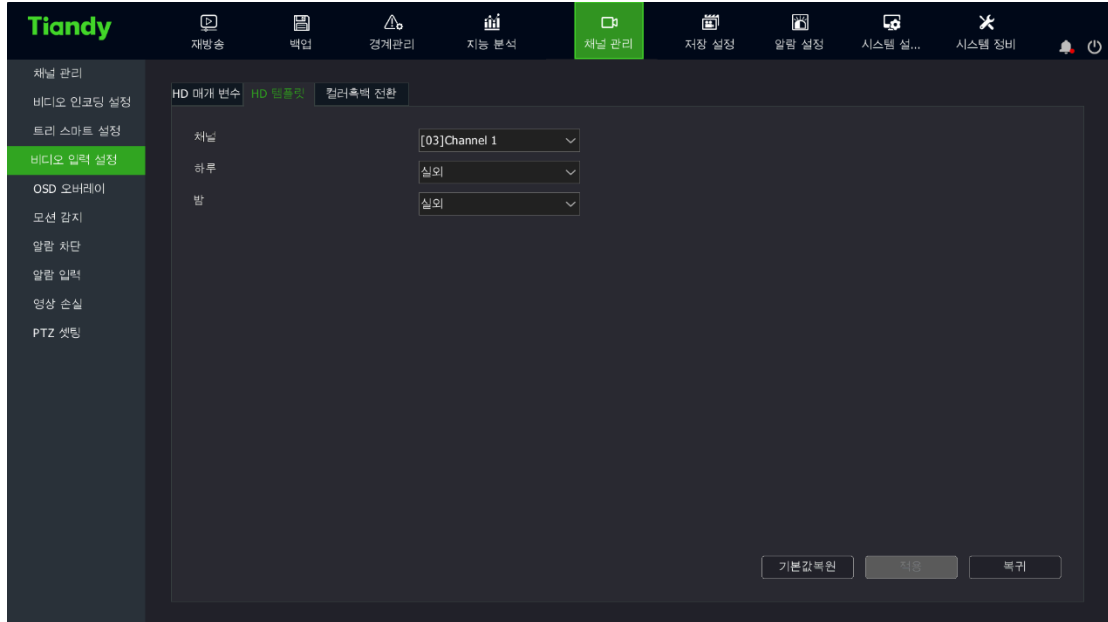 Tiandy
재방송
백업
경계관리
지능 분석
채널 관리
저장 설정
알람 설정
시스템 설...
시스템 정비
채널 관리
비디오 인코딩 설정
트리 스마트 설정
비디오 입력 설정
OSD 오버레이
모션 감지
알람 차단
알람 입력
영상 손실
PTZ 셋팅
HD 매개 변수
HD 템플릿
컬러흑백 전환
채널
[03]Channel 1
하루
실외
밤
실외
기본값복원
적용
복귀